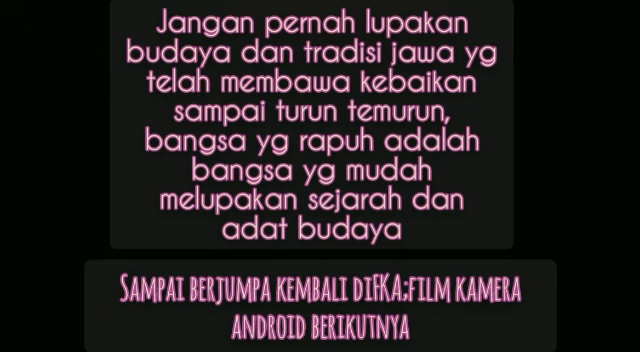 Jangan pernah lupakan
budaya dan tradisi jawa yg
telah membawa kebaikan
sampai turun temurun,
bangsa yg rapuh adalah
bangsa yg mudah
melupakan sejarah dan
adat budaya
Sampai berjumpa kembali diFKA;film kamera
android berikutnya